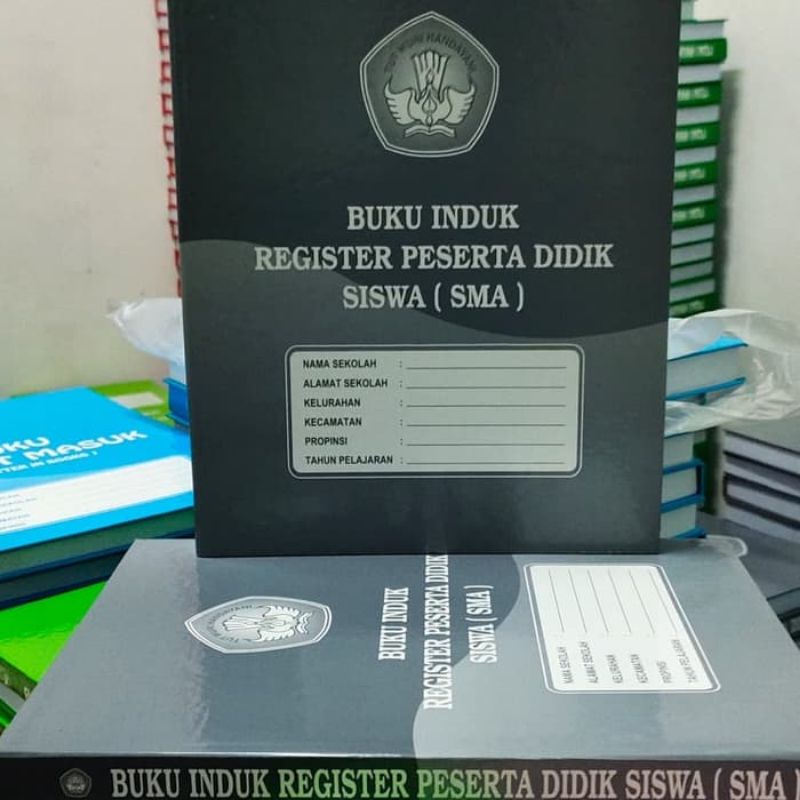 TUT WURI HANDAYANI
BUKU INDUK
REGISTER PESERTA DIDIK
SISWA ( SMA )
NAMA SEKOLAH :
ALAMAT SEKOLAH :
KELURAHAN :
KECAMATAN :
PROPINSI :
TAHUN PELAJARAN :
MASUK
BUKU INDUK
REGISTER PESERTA DIDIK
SISWA ( SMA )
NAMA SEKOLAH
ALAMAT SEKOLAH
KELURAHAN
KECAMATAN
PROPINSI
TAHUN PELAJARAN
BUKU INDUK REGISTER PESERTA DIDIK SISWA ( SMA )